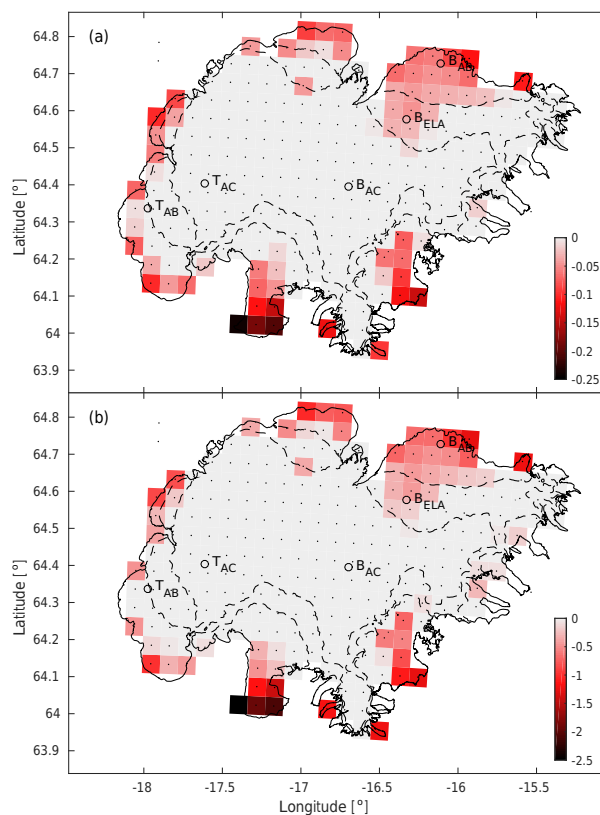 (a)
64.8
64.7
64.6
64.5
64.4
64.3
64.2
64.1
64
63.9
Latitude [°]
B_AB
B_ELA
T_AC
B_AC
T_AB
0
-0.05
-0.1
-0.15
-0.2
-0.25
(b)
64.8
64.7
64.6
64.5
64.4
64.3
64.2
64.1
64
63.9
Latitude [°]
B_AB
B_ELA
T_AC
B_AC
T_AB
0
-0.5
-1
-1.5
-2
-2.5
-18
-17.5
-17
-16.5
-16
-15.5
Longitude [°]